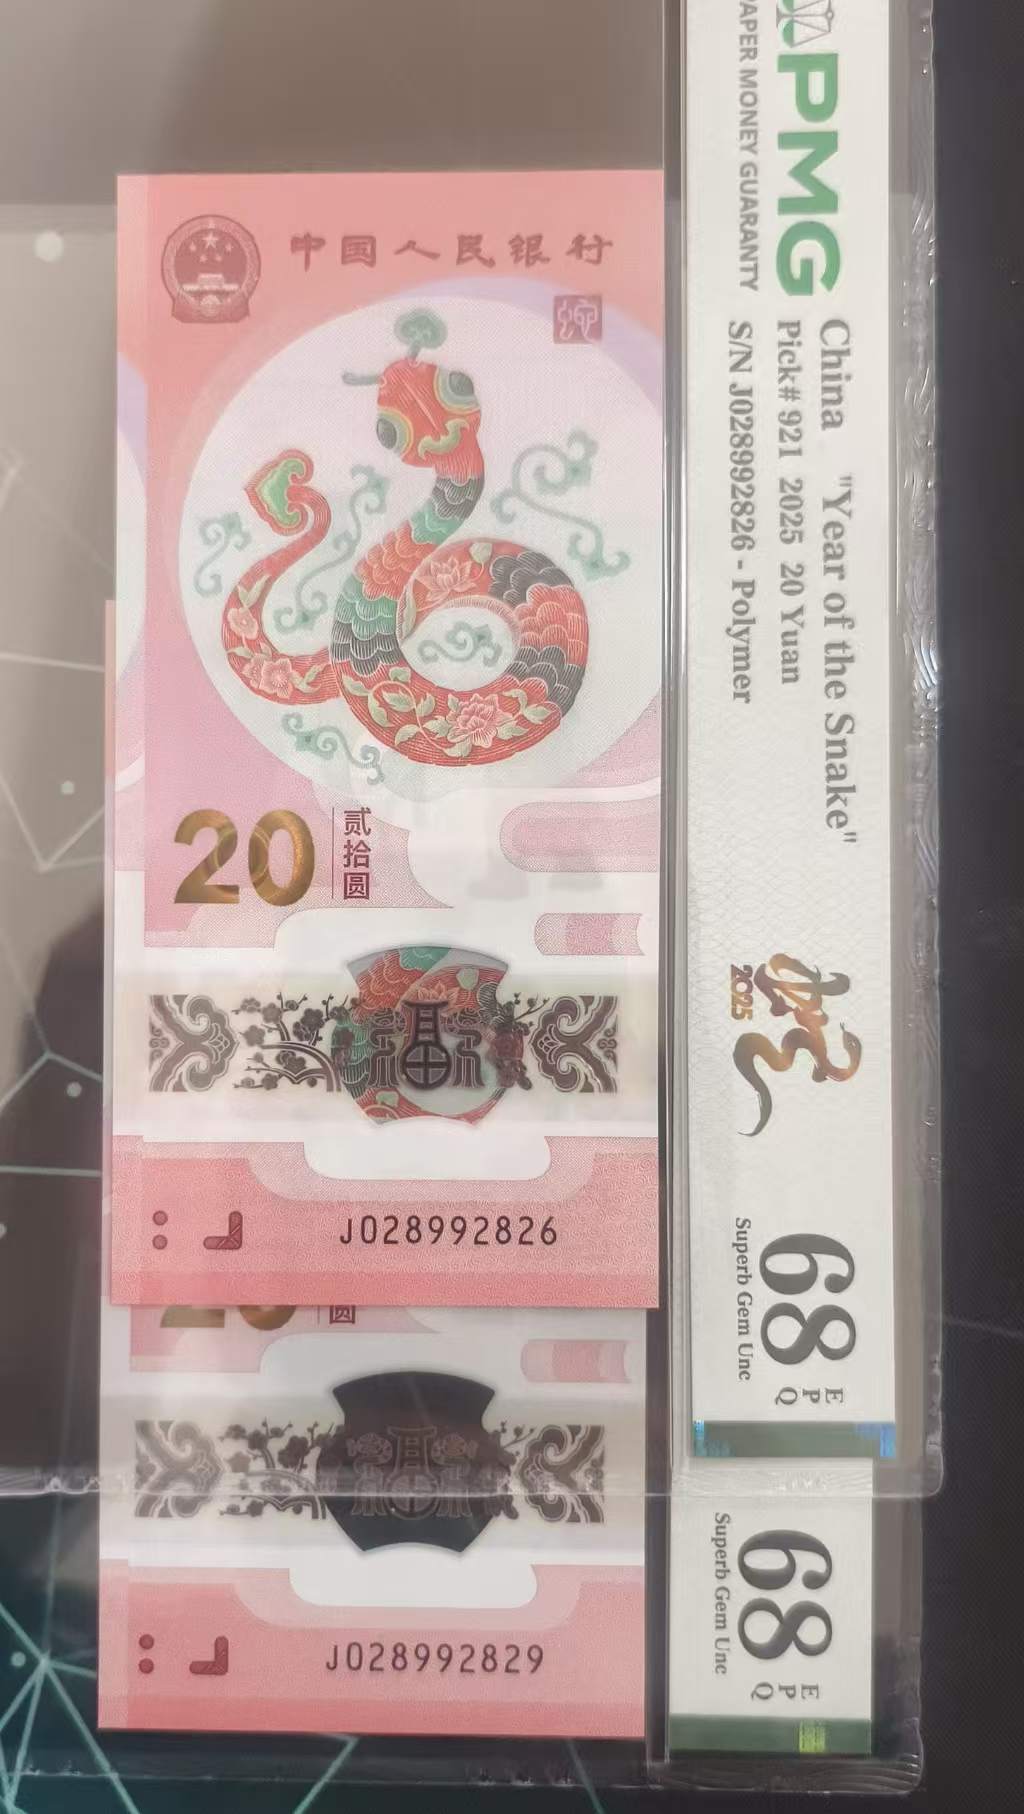 中国人民银行
20
贰拾圆
J028992826
圆
J028992829
PMG
PAPER MONEY GUARANTY
China "Year of the Snake"
Pick# 921 2025 20 Yuan
S/N J028992826 - Polymer
2025
68 EPQ
Superb Gem Unc
68 EPQ
Superb Gem Unc